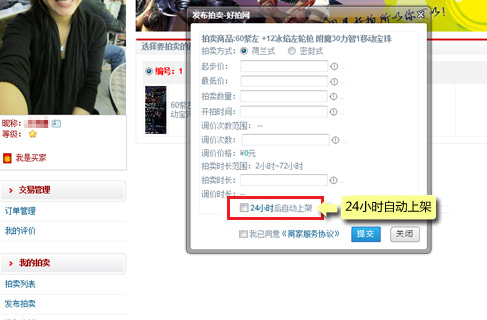 发布拍卖-好拍网
选择要拍卖的
编号：1
拍卖商品:60紫左 +12冰焰左轮枪 附魔30力智1移动宝珠
拍卖方式： 荷兰式 密封式
起步价：
最低价：
拍卖数量：
开拍时间：
调价次数范围： --
调价次数：
调价价格：¥0元
拍卖时长范围：2小时~72小时
拍卖时长：
调价时长：--
24小时后自动上架
24小时自动上架
我已同意《商家服务协议》
提交
关闭
昵称：
等级：
我是买家
交易管理
订单管理
我的评价
我的拍卖
拍卖列表
发布拍卖